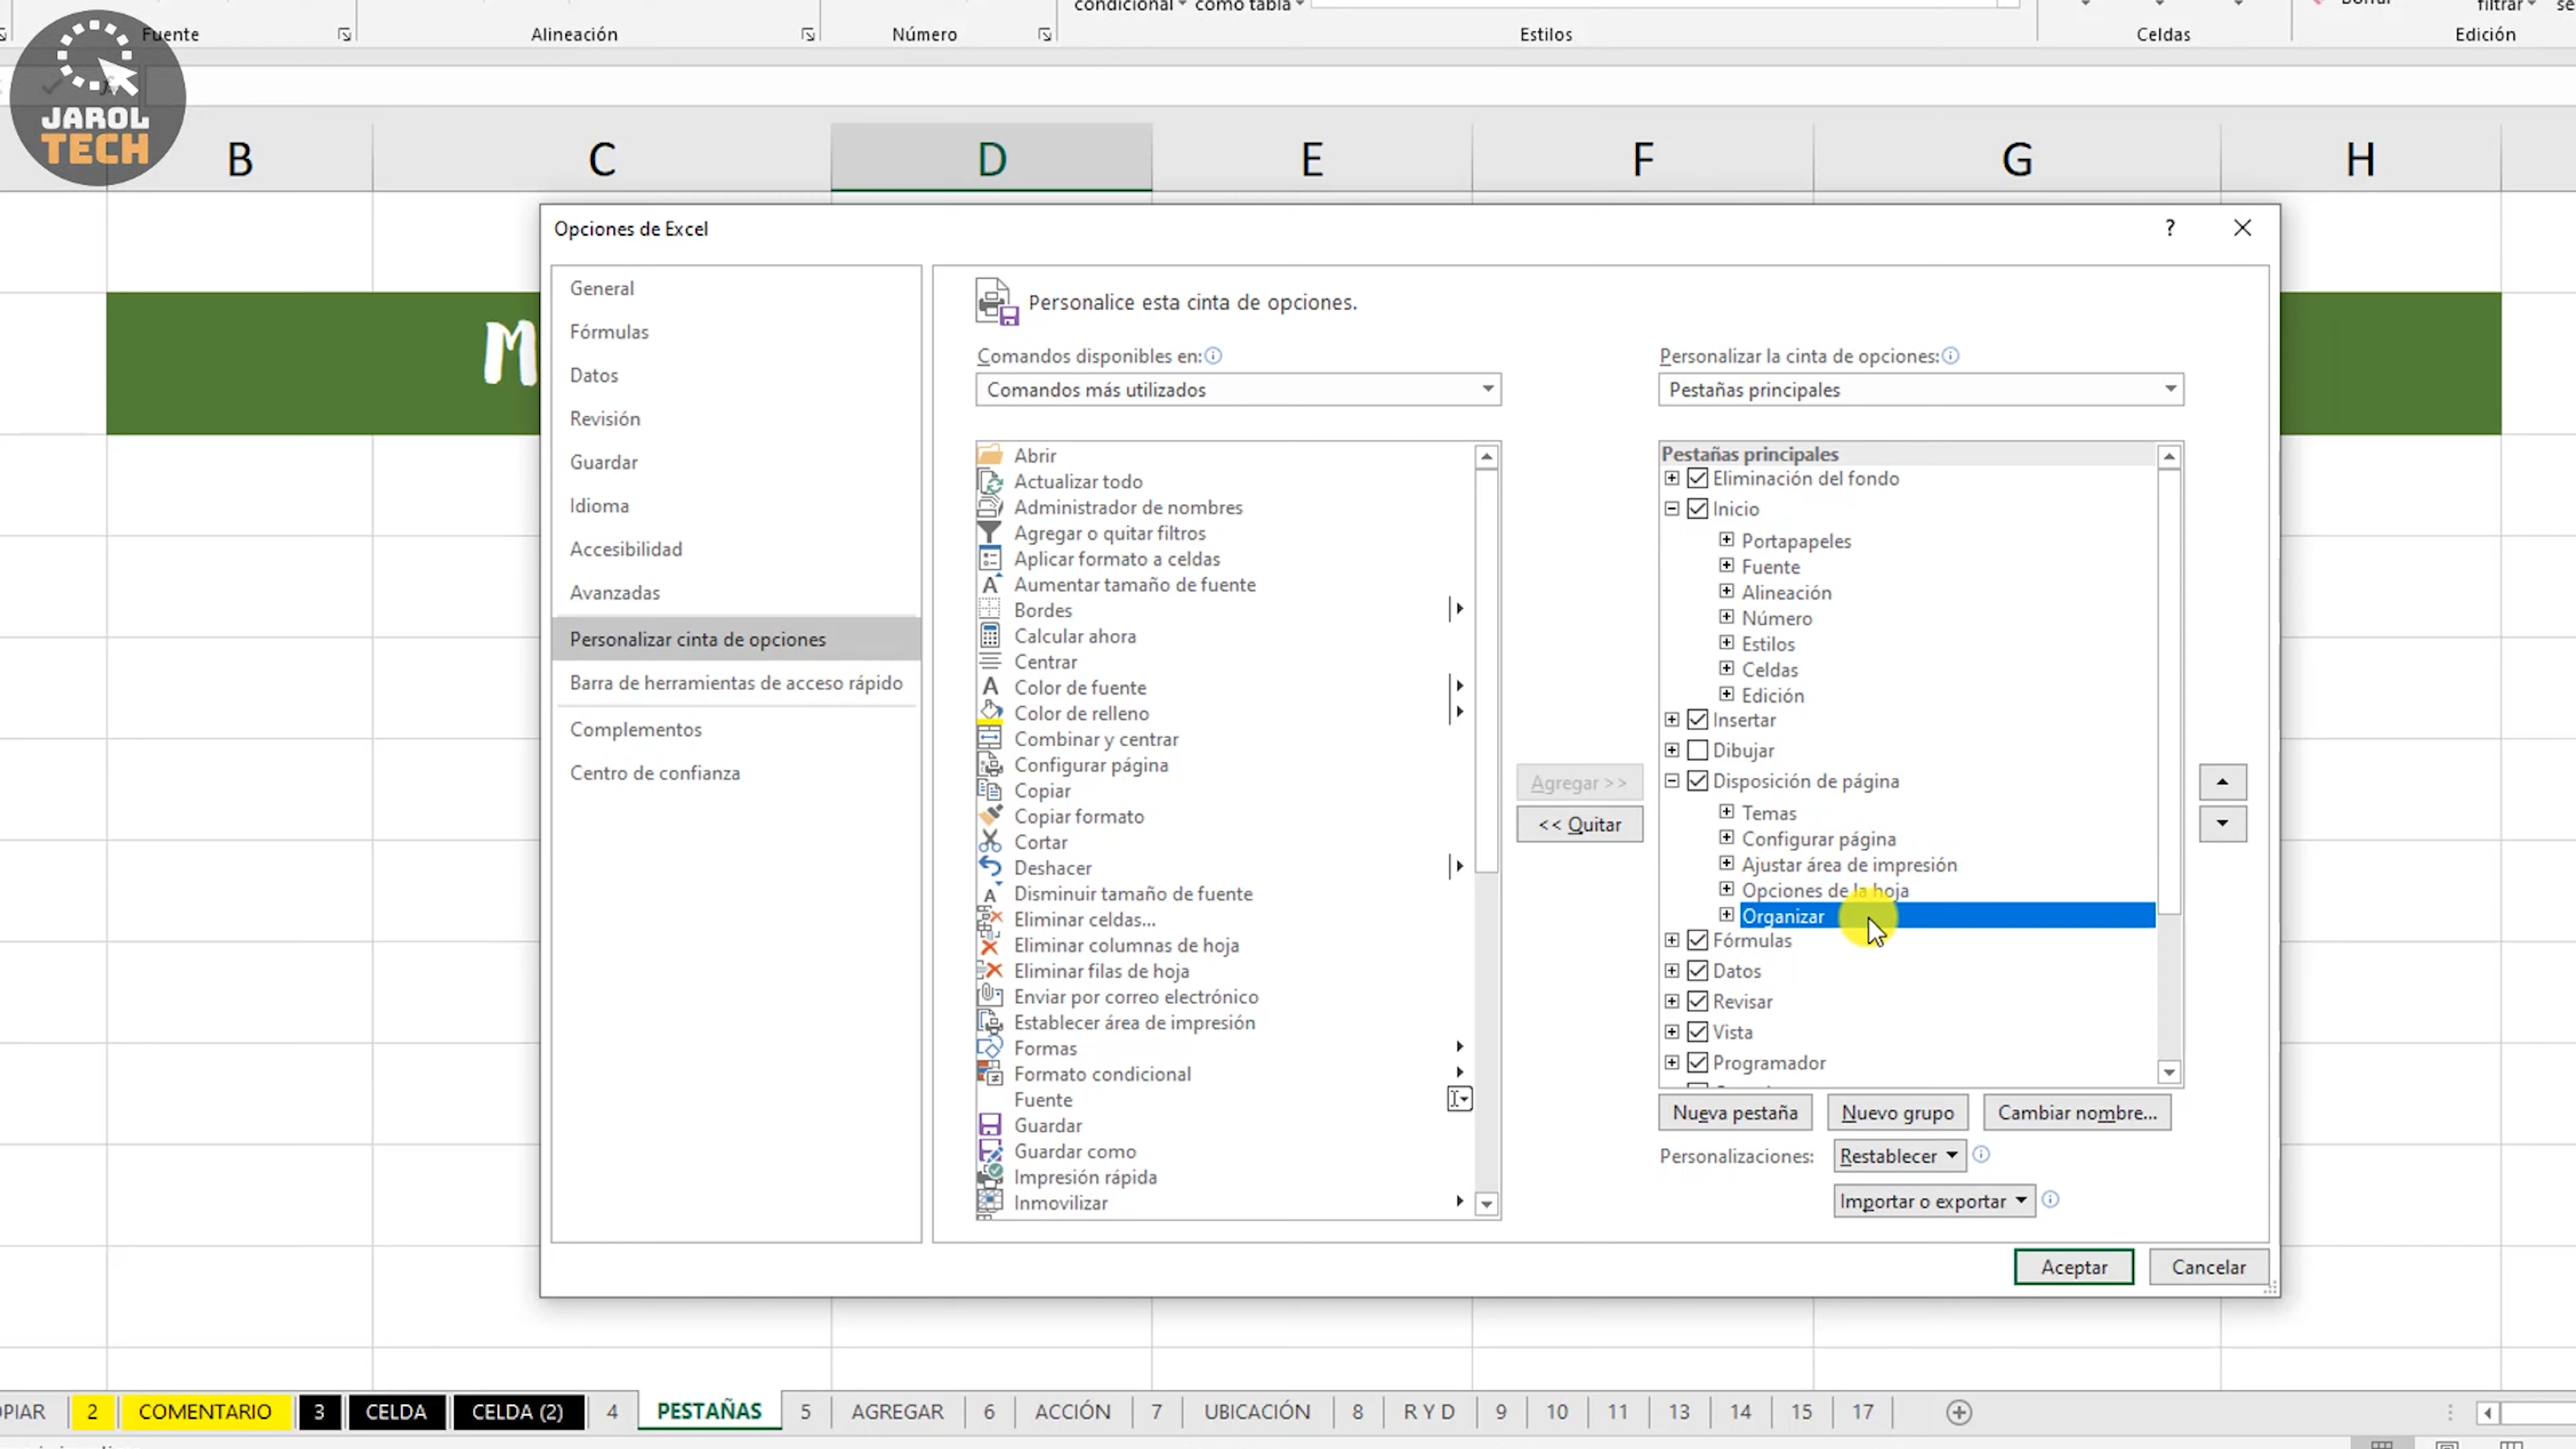 condicional como tabla
filtrar
Fuente Alineación Número Estilos Celdas Edición
JAROL
TECH
B C D E F G H
M
Opciones de Excel ?
General
Fórmulas
Datos
Revisión
Guardar
Idioma
Accesibilidad
Avanzadas
Personalizar cinta de opciones
Barra de herramientas de acceso rápido
Complementos
Centro de confianza
Personalice esta cinta de opciones.
Comandos disponibles en:
Comandos más utilizados
Abrir
Actualizar todo
Administrador de nombres
Agregar o quitar filtros
Aplicar formato a celdas
Aumentar tamaño de fuente
Bordes
Calcular ahora
Centrar
Color de fuente
Color de relleno
Combinar y centrar
Configurar página
Copiar
Copiar formato
Cortar
Deshacer
Disminuir tamaño de fuente
Eliminar celdas...
Eliminar columnas de hoja
Eliminar filas de hoja
Enviar por correo electrónico
Establecer área de impresión
Formas
Formato condicional
Fuente
Guardar
Guardar como
Impresión rápida
Inmovilizar
Agregar >>
<< Quitar
Personalizar la cinta de opciones:
Pestañas principales
Pestañas principales
Eliminación del fondo
Inicio
Portapapeles
Fuente
Alineación
Número
Estilos
Celdas
Edición
Insertar
Dibujar
Disposición de página
Temas
Configurar página
Ajustar área de impresión
Opciones de la hoja
Organizar
Fórmulas
Datos
Revisar
Vista
Programador
Nueva pestaña Nuevo grupo Cambiar nombre...
Personalizaciones: Restablecer
Importar o exportar
Aceptar Cancelar
PIAR 2 COMENTARIO 3 CELDA CELDA (2) 4 PESTAÑAS 5 AGREGAR 6 ACCIÓN 7 UBICACIÓN 8 R Y D 9 10 11 13 14 15 17